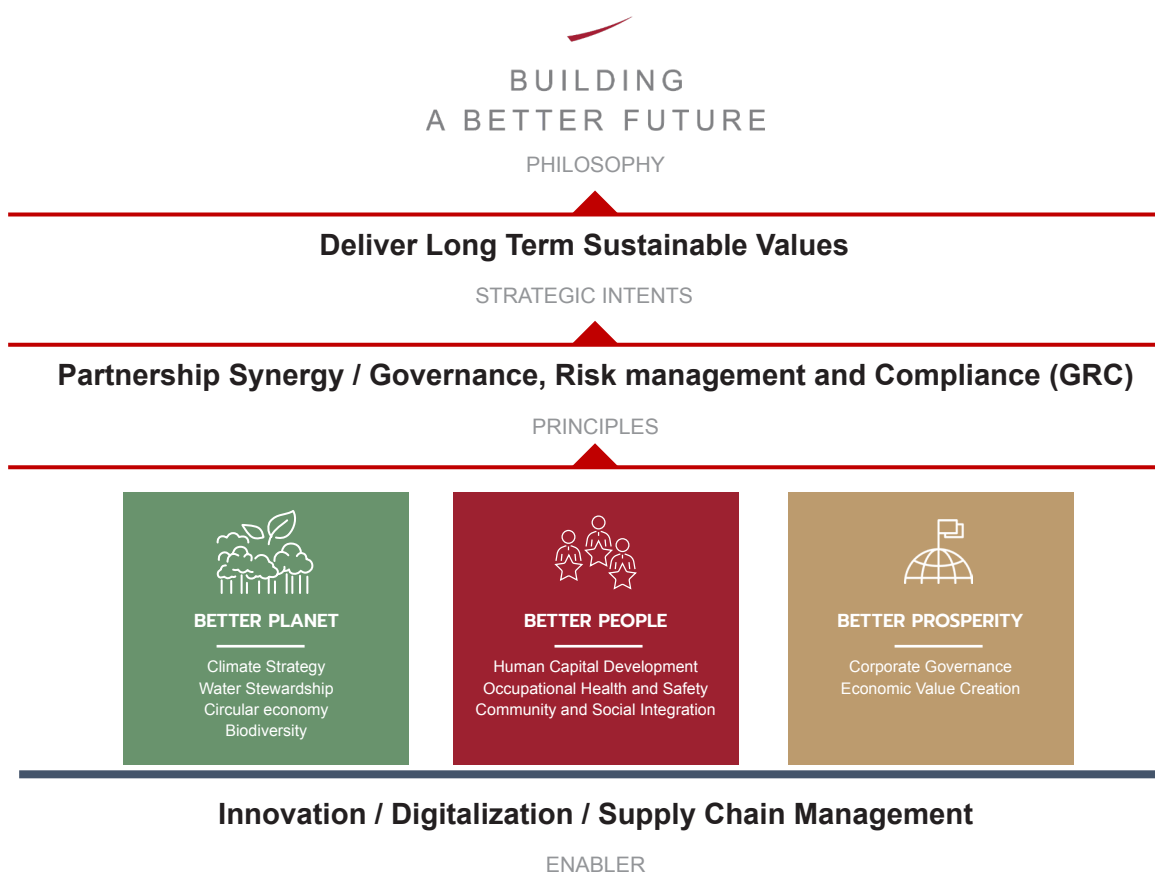 BUILDING
A BETTER FUTURE
PHILOSOPHY
Deliver Long Term Sustainable Values
STRATEGIC INTENTS
Partnership Synergy / Governance, Risk management and Compliance (GRC)
PRINCIPLES
BETTER PLANET
Climate Strategy
Water Stewardship
Circular economy
Biodiversity
BETTER PEOPLE
Human Capital Development
Occupational Health and Safety
Community and Social Integration
BETTER PROSPERITY
Corporate Governance
Economic Value Creation
Innovation / Digitalization / Supply Chain Management
ENABLER